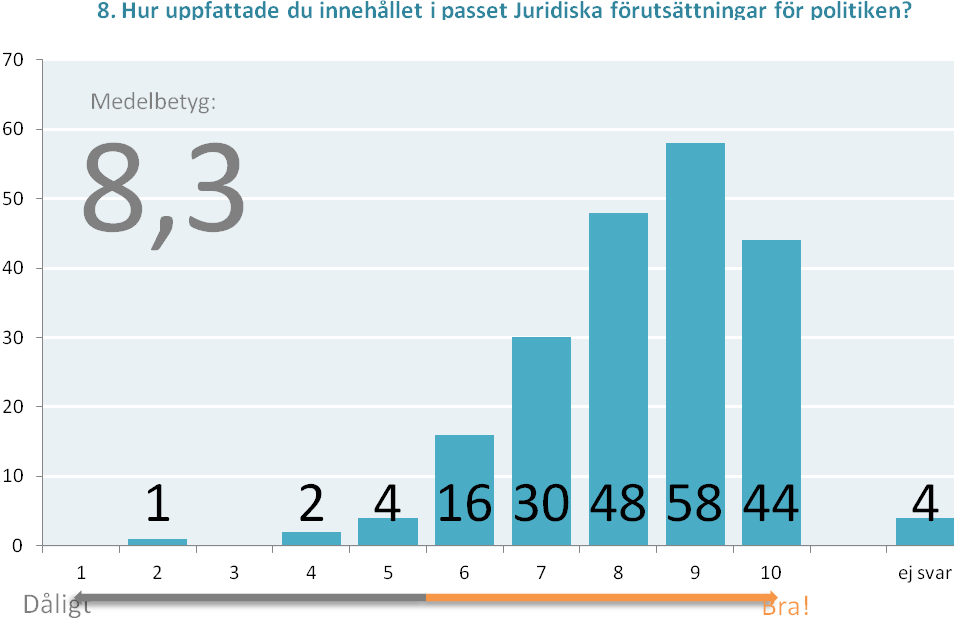 8. Hur uppfattade du innehållet i passet Juridiska förutsättningar för politiken?
70
Medelbetyg:
60
8,3
50
40
30
20
10
1 2 4 16 30 48 58 44 4
0
1 2 3 4 5 6 7 8 9 10 ej svar
Dåligt Bra!